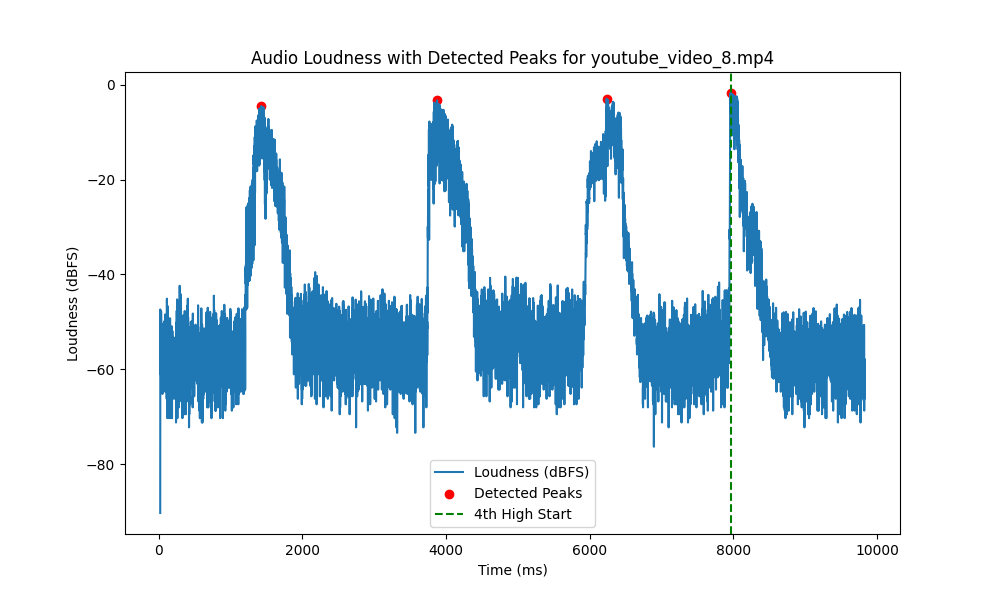 Audio Loudness with Detected Peaks for youtube_video_8.mp4
Loudness (dBFS)
0
−20
−40
−60
−80
Loudness (dBFS)
Detected Peaks
4th High Start
0 2000 4000 6000 8000 10000
Time (ms)